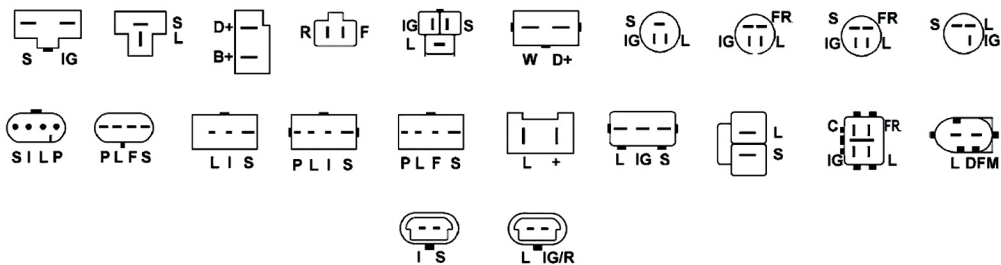 S IG
S
L
D+
B+
R F
IG S
L
W D+
S
IG L
FR
IG L
S FR
IG L
S L
IG
S I L P
P L F S
L I S
P L I S
P L F S
L +
L IG S
L
S
C FR
IG L
L DFM
I S
L IG/R